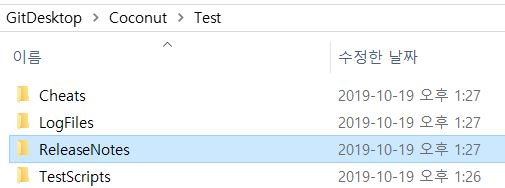 GitDesktop > Coconut > Test
이름 수정한 날짜
Cheats 2019-10-19 오후 1:27
LogFiles 2019-10-19 오후 1:27
ReleaseNotes 2019-10-19 오후 1:27
TestScripts 2019-10-19 오후 1:26